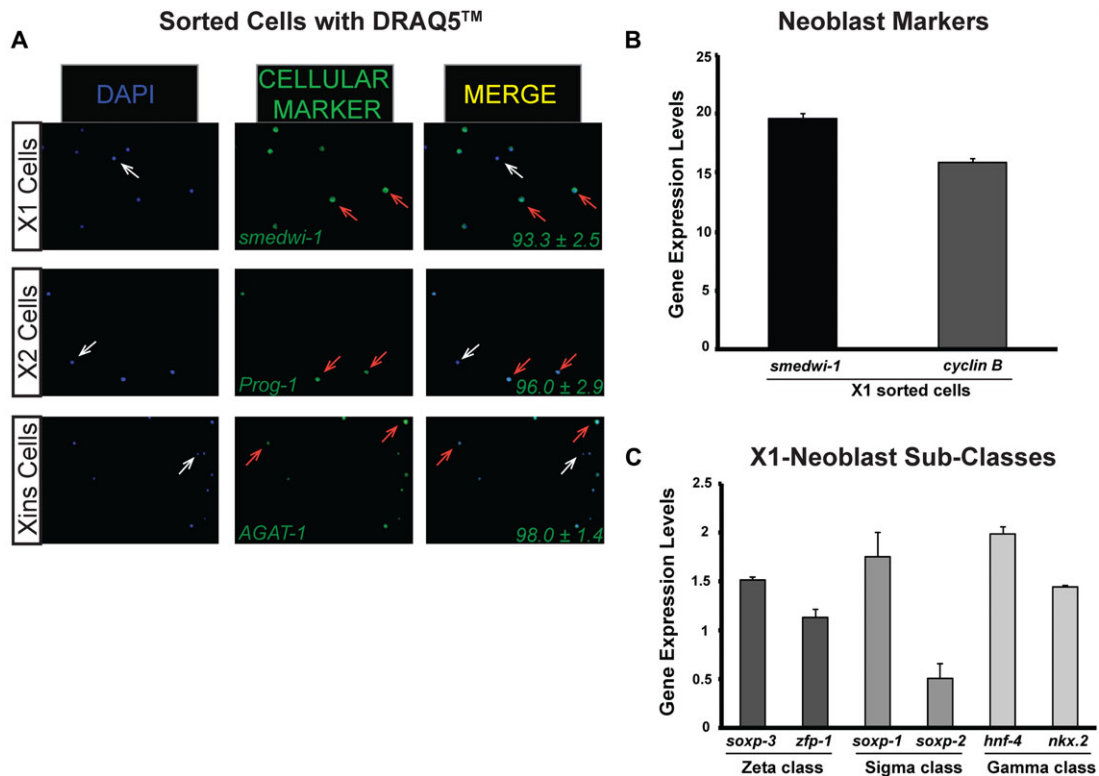 Sorted Cells with DRAQ5™
A
DAPI
CELLULAR
MARKER
MERGE
X1 Cells
smedwi-1
93.3 ± 2.5
X2 Cells
Prog-1
96.0 ± 2.9
Xins Cells
AGAT-1
98.0 ± 1.4
Neoblast Markers
B
Gene Expression Levels
25
20
15
10
5
0
smedwi-1
cyclin B
X1 sorted cells
C
X1-Neoblast Sub-Classes
Gene Expression Levels
2.5
2
1.5
1
0.5
0
soxp-3 zfp-1 soxp-1 soxp-2 hnf-4 nkx.2
Zeta class Sigma class Gamma class